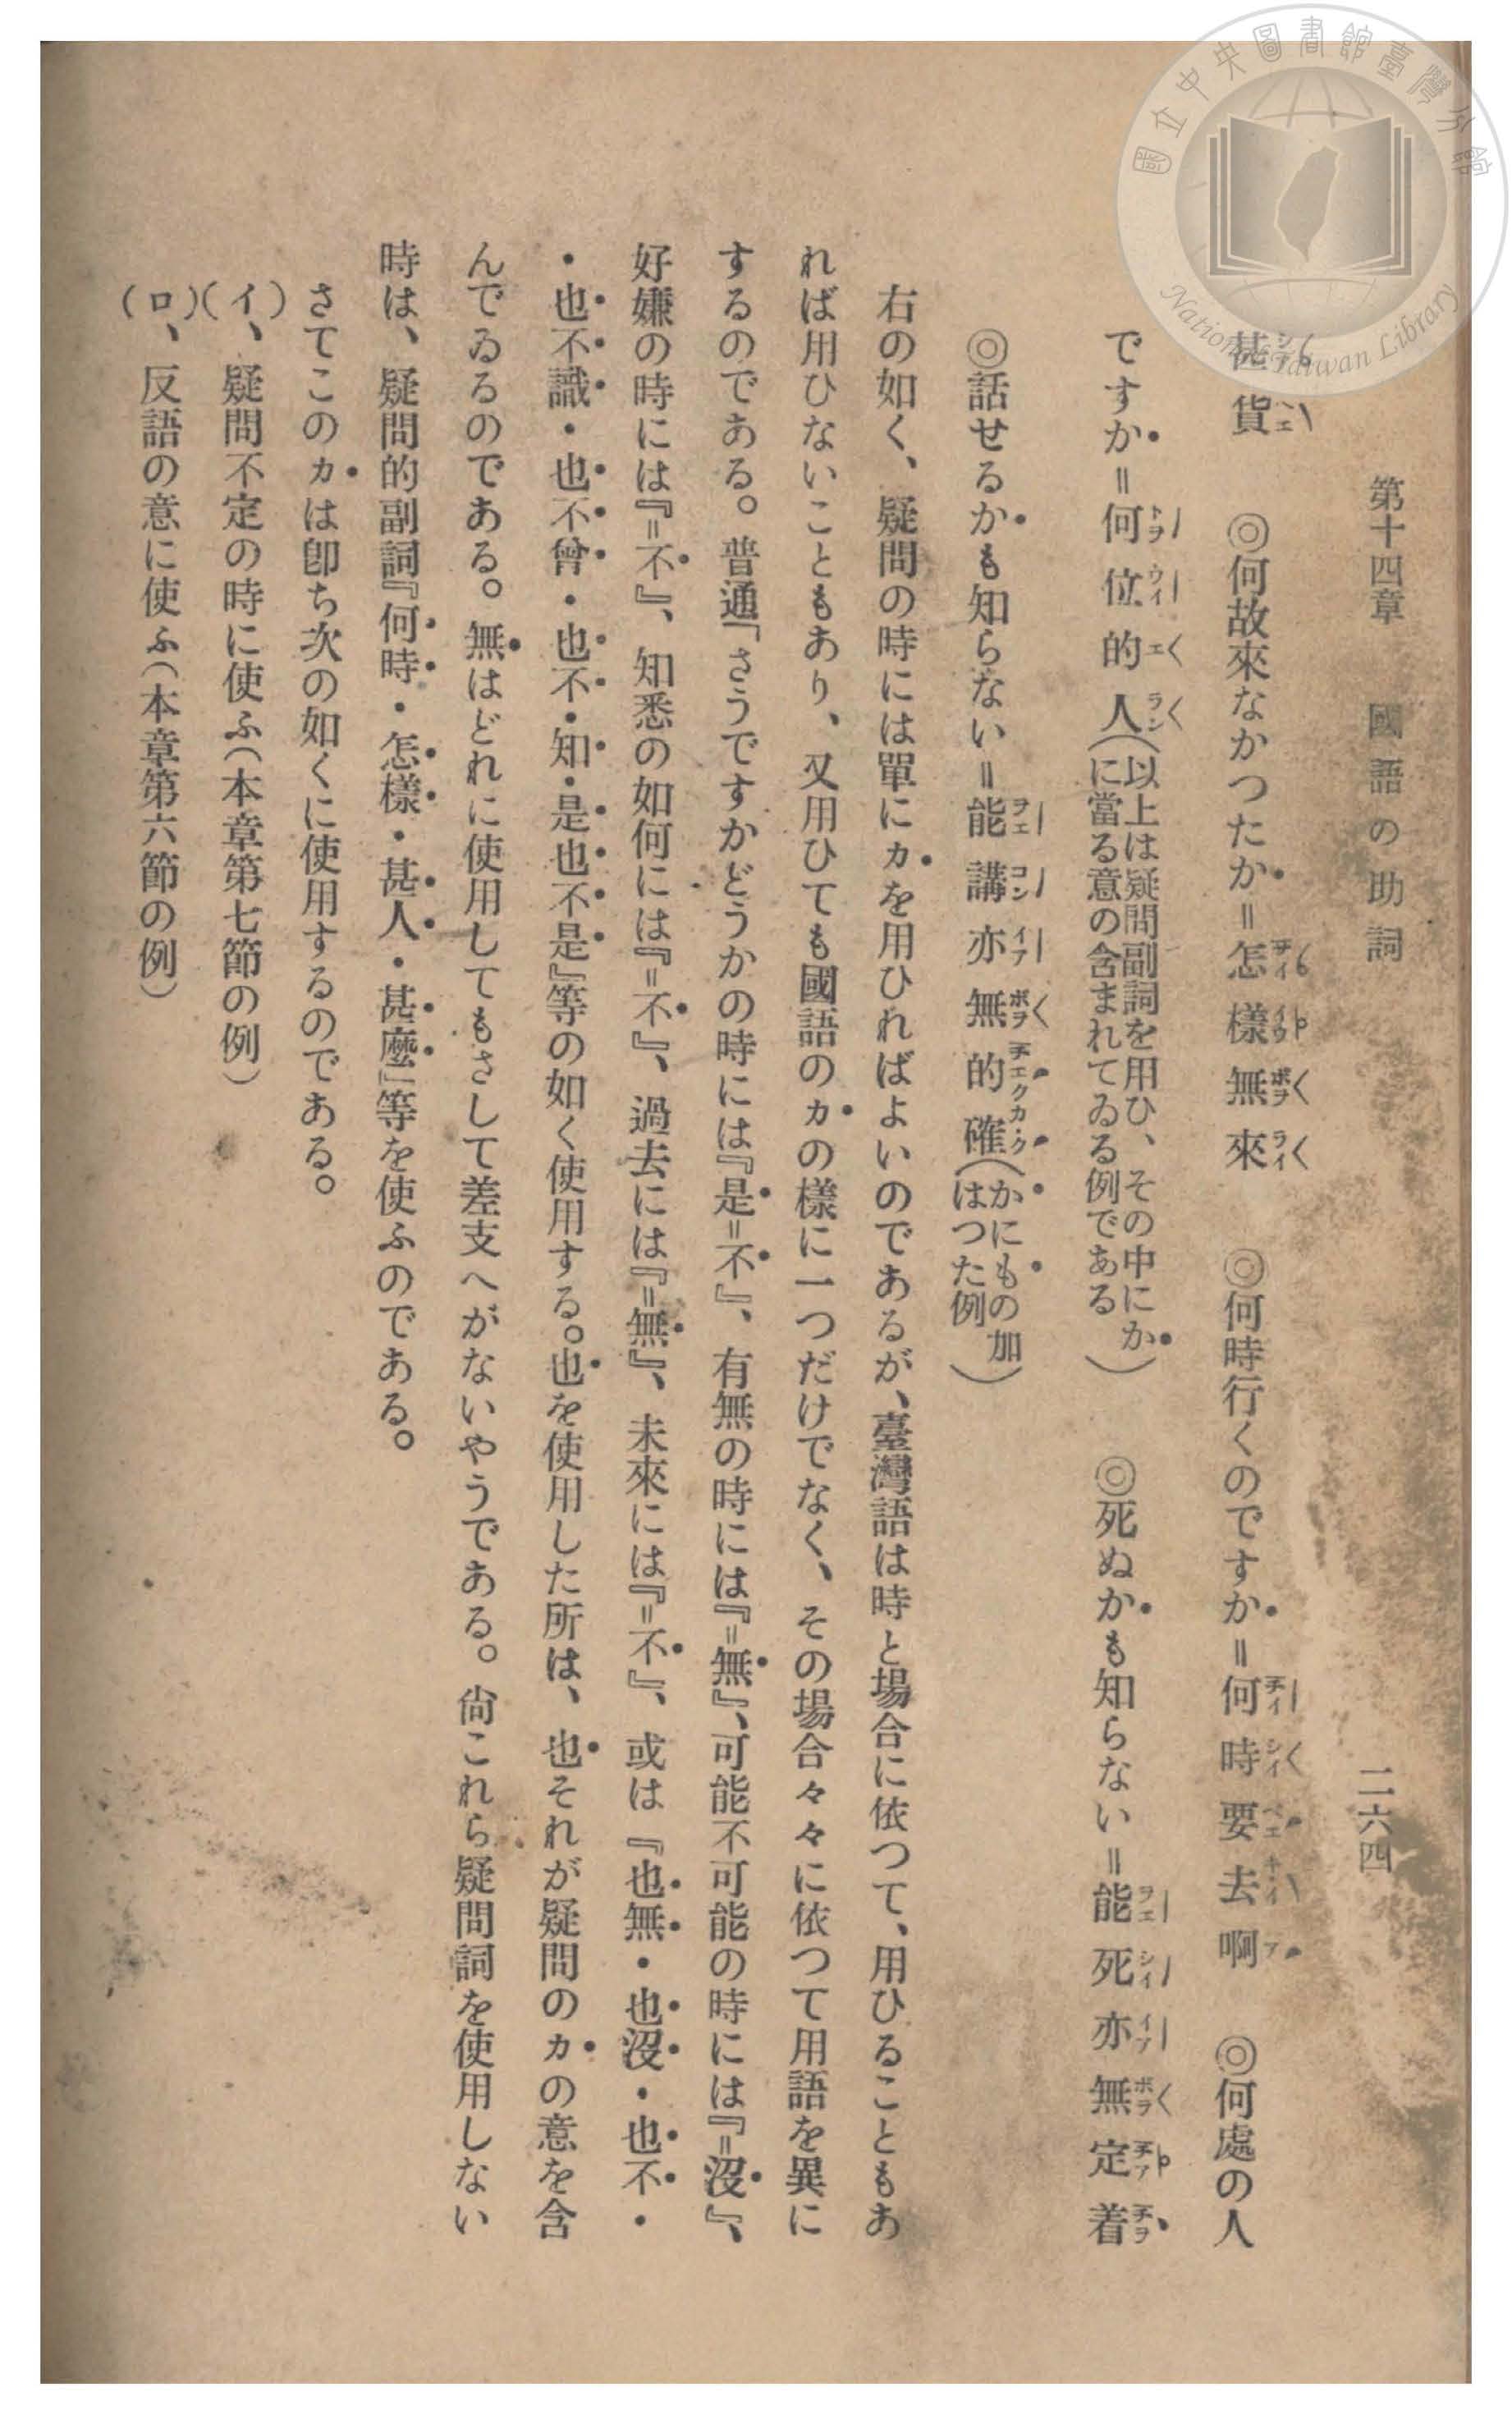 第十四章　國語の助詞　二六四
甚貨　◎何故來なかつたか＝怎樣無來　◎何時行くのですか＝何時要去啊　◎何處の人
ですか＝何位的人（以上は疑問副詞を用ひ、その中にかに當る意の含まれてゐる例である）　◎死ぬかも知らない＝能死亦無定着
◎話せるかも知らない＝能講亦無的確（かにもの加はつた例）
右の如く、疑問の時には單にカを用ひればよいのであるが、臺灣語は時と場合に依つて、用ひることもあ
れば用ひないこともあり、又用ひても國語のカの樣に一つだけでなく、その場合々々に依つて用語を異に
するのである。普通「さうですかどうかの時には『是＝不』、有無の時には『＝無』、可能不可能の時には『＝沒』、
好嫌の時には『＝不』、知悉の如何には『＝不』、過去には『＝無』、未來には『＝不』、或は『也無・也沒・也不・
・也不識・也不曾・也不・知・是也不是』等の如く使用する。也を使用した所は、也それが疑問のカの意を含
んでゐるのである。無はどれに使用してもさして差支へがないやうである。尙これら疑問詞を使用しない
時は、疑問的副詞『何時・怎樣・甚人・甚麼」等を使ふのである。
さてこのカは卽ち次の如くに使用するのである。
（イ）、疑問不定の時に使ふ（本章第七節の例）
（ロ）、反語の意に使ふ（本章第六節の例）
國立中央圖書館臺灣分館
National Taiwan Library